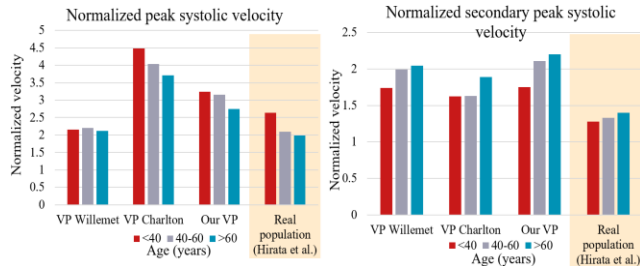 Normalized peak systolic
velocity
Normalized velocity
5
4.5
4
3.5
3
2.5
2
1.5
1
0.5
0
VP Willemet
VP Charlton
Our VP
Real
population
(Hirata et al.)
<40 40-60 >60
Age (years)
Normalized secondary peak systolic
velocity
Normalized velocity
2.5
2
1.5
1
0.5
0
VP Willemet
VP Charlton
Our VP
Real
population
(Hirata et al.)
<40 40-60 >60
Age (years)